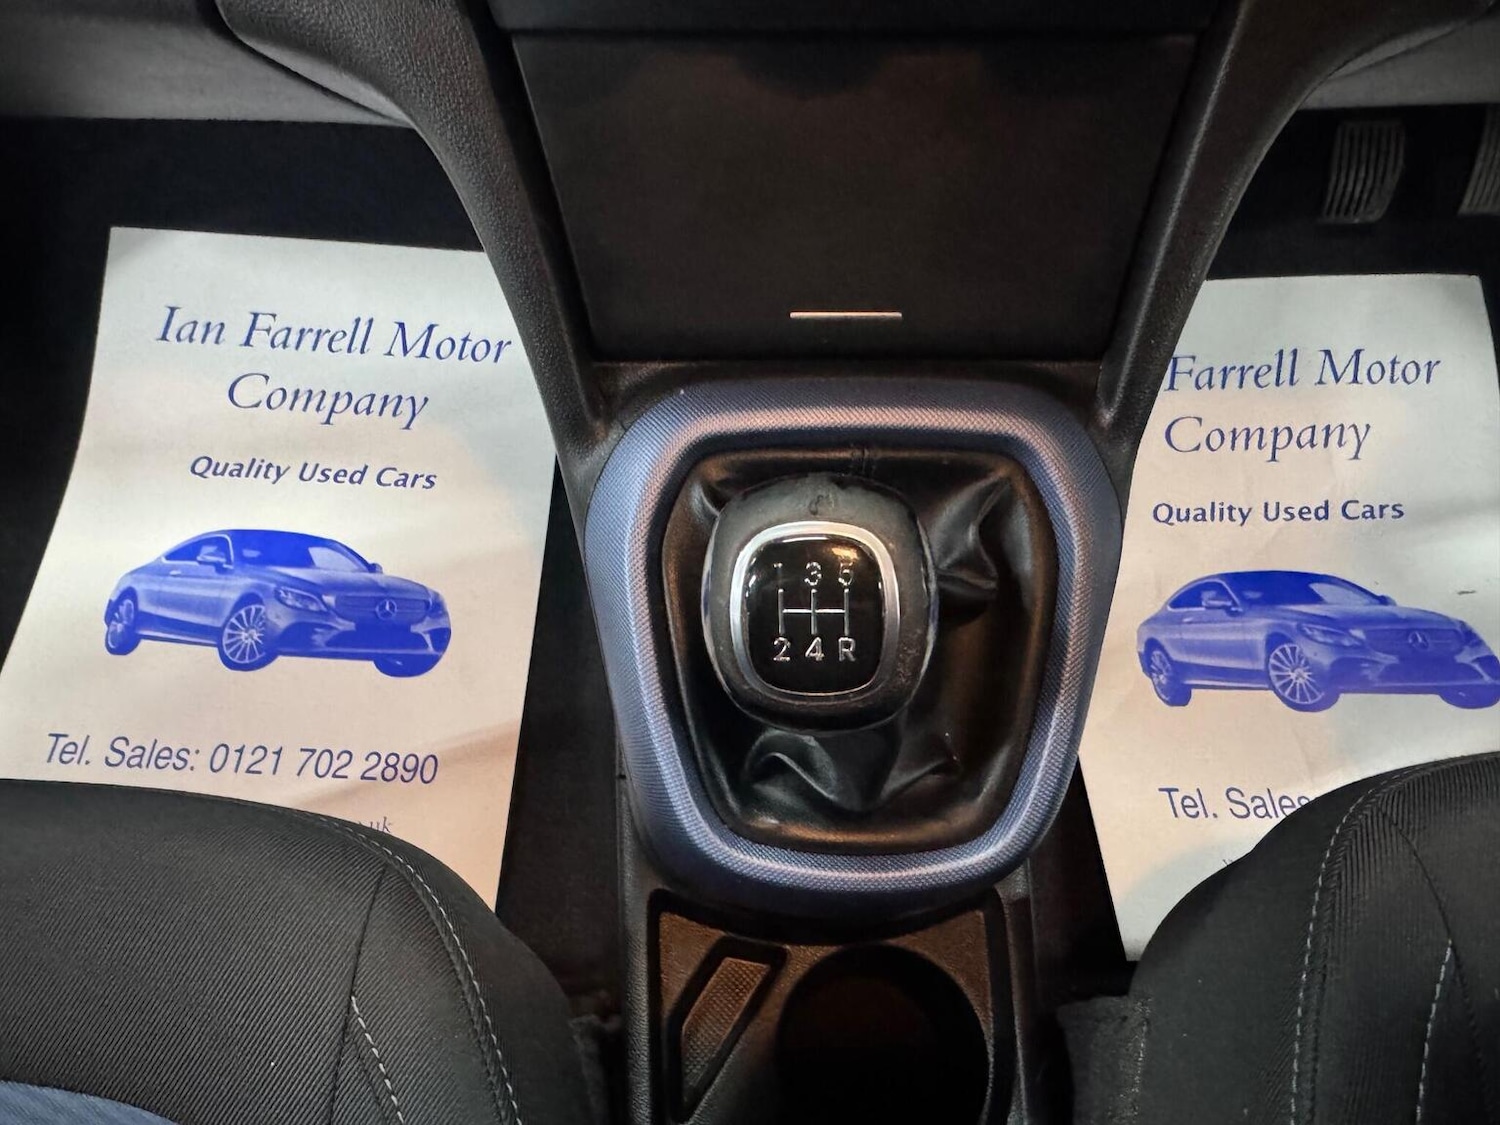 Ian Farrell Motor
Company
Quality Used Cars
Tel. Sales: 0121 702 2890
1 3 5
2 4 R
Farrell Motor
Company
Quality Used Cars
Tel. Sales